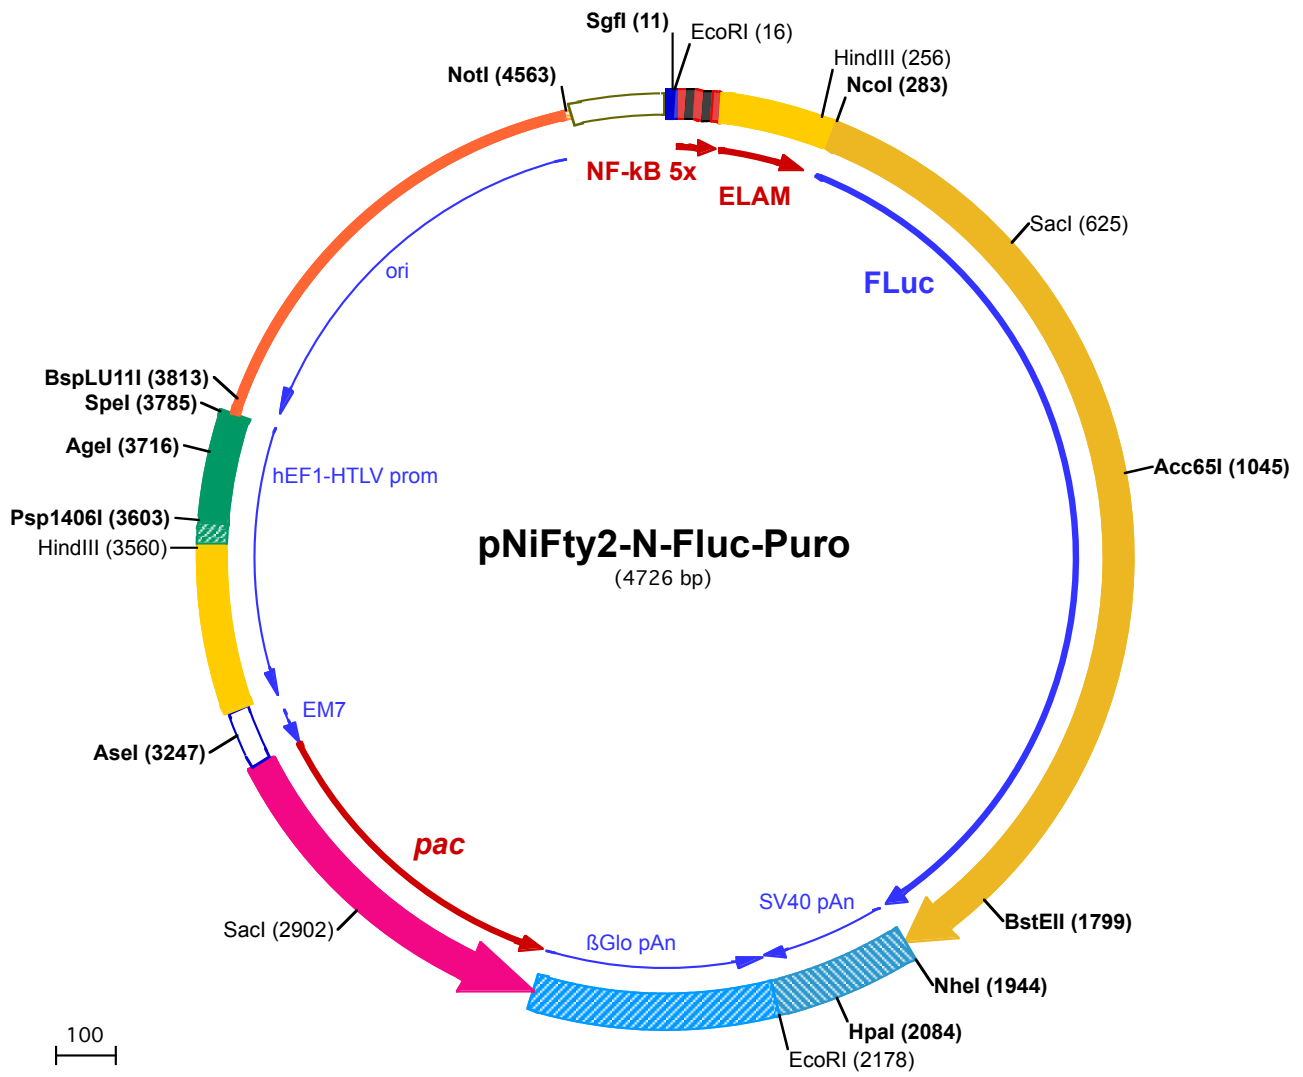 SgfI (11)
EcoRI (16)
HindIII (256)
NotI (4563)
NcoI (283)
NF-kB 5x
ELAM
SacI (625)
ori
FLuc
BspLU11I (3813)
SpeI (3785)
AgeI (3716)
Acc65I (1045)
hEF1-HTLV prom
Psp1406I (3603)
HindIII (3560)
pNiFty2-N-Fluc-Puro
(4726 bp)
EM7
AseI (3247)
pac
SV40 pAn
SacI (2902)
BstEII (1799)
ßGlo pAn
NheI (1944)
HpaI (2084)
100
EcoRI (2178)